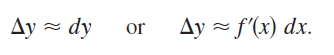 Δy ≈ dy or Δy ≈ f′(x) dx.